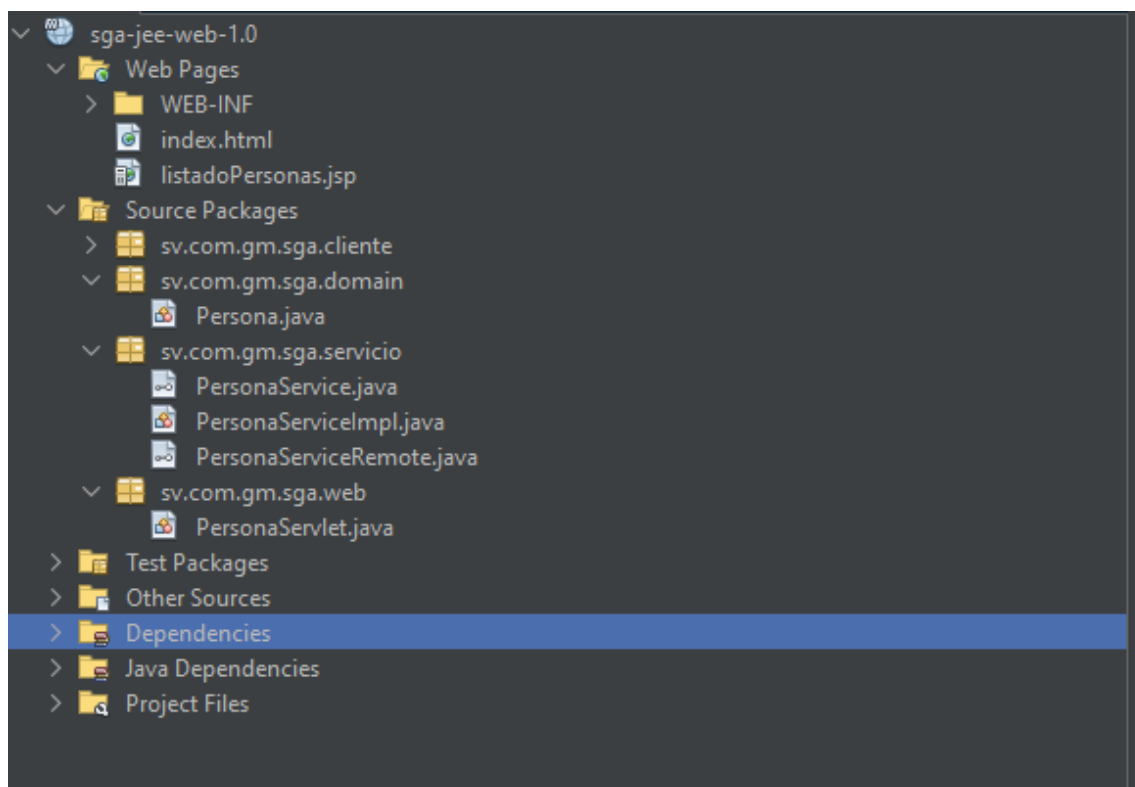 sga-jee-web-1.0
Web Pages
WEB-INF
index.html
listadoPersonas.jsp
Source Packages
sv.com.gm.sga.cliente
sv.com.gm.sga.domain
Persona.java
sv.com.gm.sga.servicio
PersonaService.java
PersonaServiceImpl.java
PersonaServiceRemote.java
sv.com.gm.sga.web
PersonaServlet.java
Test Packages
Other Sources
Dependencies
Java Dependencies
Project Files